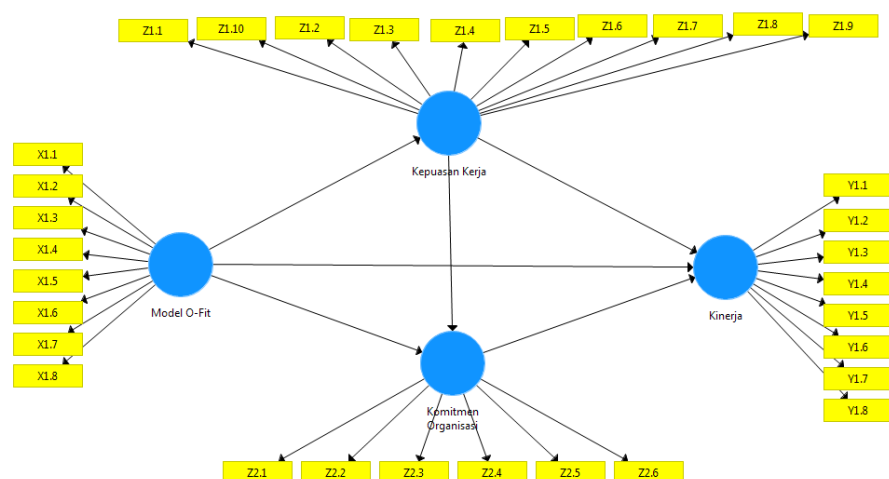 Z1.1
Z1.10
Z1.2
Z1.3
Z1.4
Z1.5
Z1.6
Z1.7
Z1.8
Z1.9
Kepuasan Kerja
X1.1
X1.2
X1.3
X1.4
X1.5
X1.6
X1.7
X1.8
Model O-Fit
Y1.1
Y1.2
Y1.3
Y1.4
Y1.5
Y1.6
Y1.7
Y1.8
Kinerja
Komitmen
Organisasi
Z2.1
Z2.2
Z2.3
Z2.4
Z2.5
Z2.6